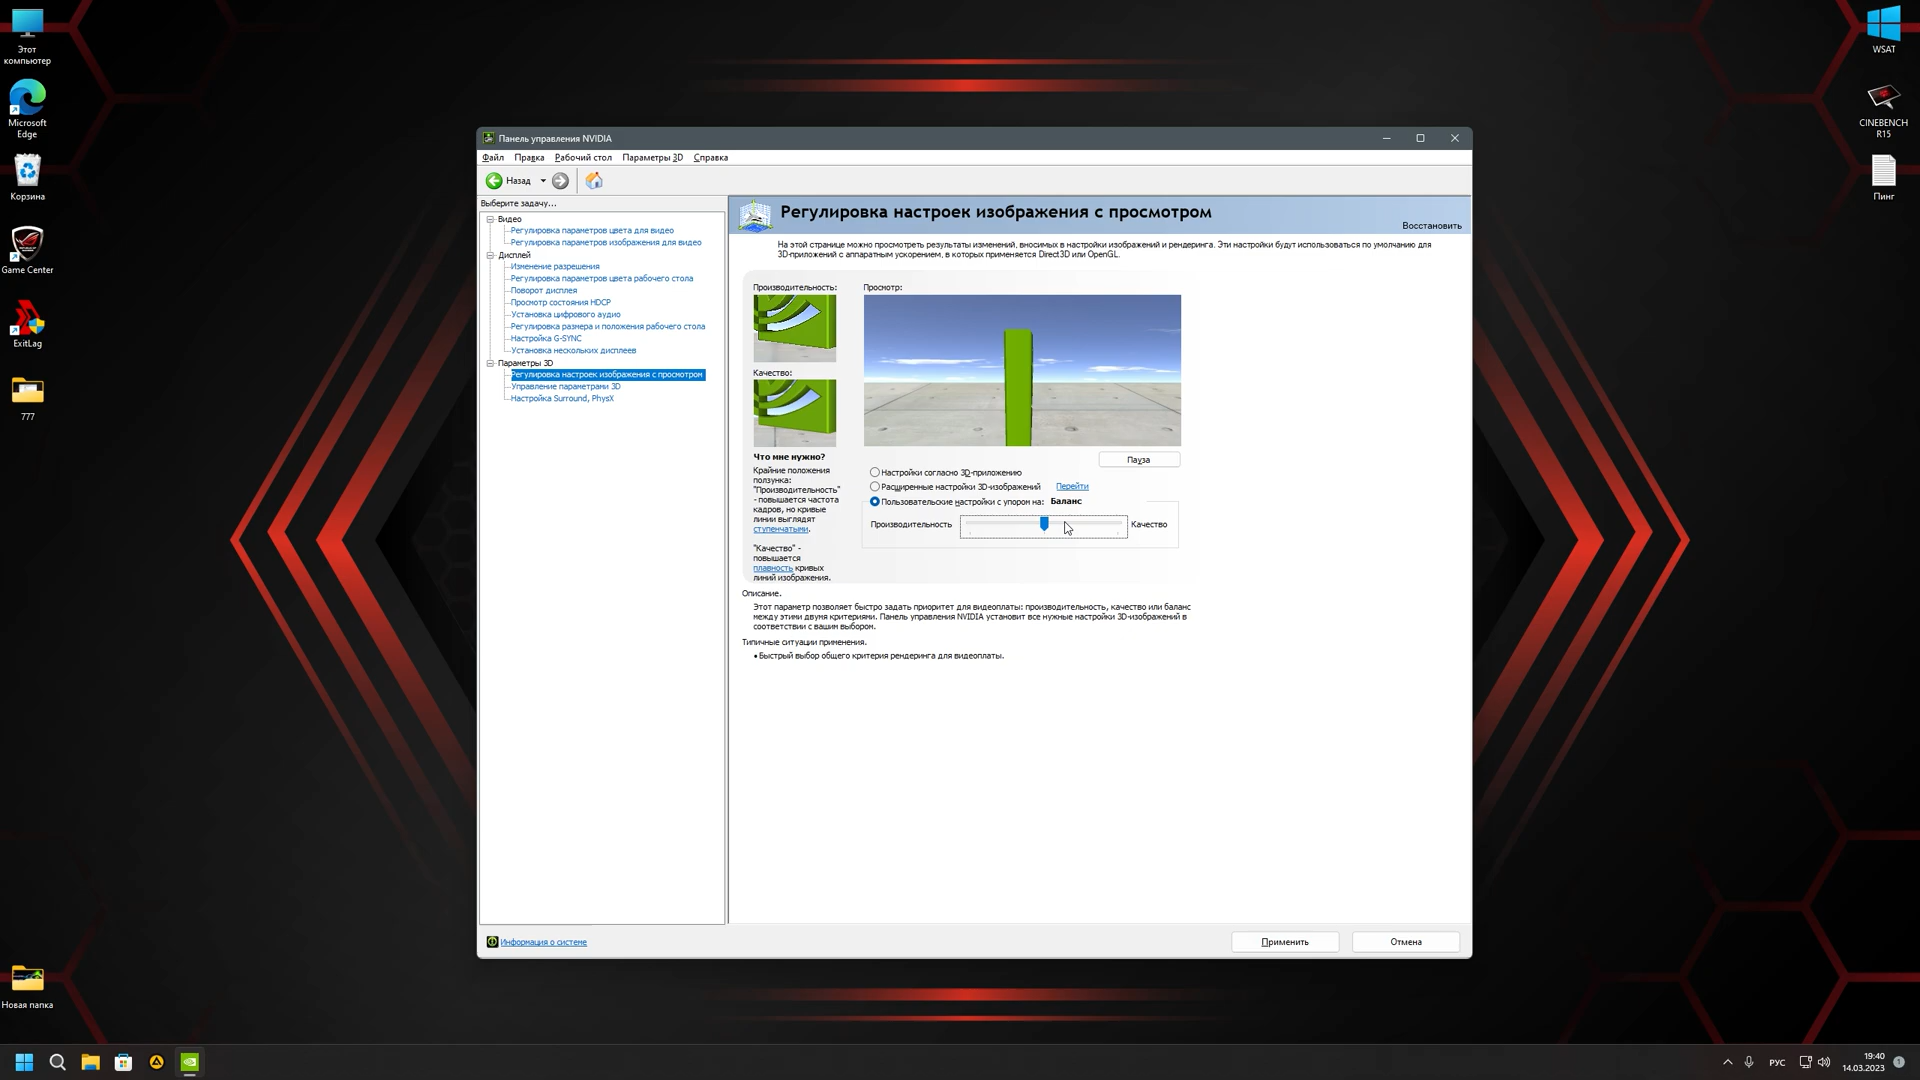 Этот
компьютер
Microsoft
Edge
Корзина
Game Center
ExitLag
777
Новая папка
WSAT
CINEBENCH
R15
Пинг
Панель управления NVIDIA
Файл Правка Рабочий стол Параметры 3D Справка
Назад
Выберите задачу...
Видео
Регулировка параметров цвета для видео
Регулировка параметров изображения для видео
Дисплей
Изменение разрешения
Регулировка параметров цвета рабочего стола
Поворот дисплея
Просмотр состояния HDCP
Установка цифрового аудио
Регулировка размера и положения рабочего стола
Настройка G-SYNC
Установка нескольких дисплеев
Параметры 3D
Регулировка настроек изображения с просмотром
Управление параметрами 3D
Настройка Surround, PhysX
Информация о системе
Регулировка настроек изображения с просмотром
Восстановить
На этой странице можно просмотреть результаты изменений, вносимых в настройки изображений и рендеринга. Эти настройки будут использоваться по умолчанию для
3D-приложений с аппаратным ускорением, в которых применяется Direct3D или OpenGL.
Производительность:
Качество:
Что мне нужно?
Крайние положения
ползунка:
"Производительность"
- повышается частота
кадров, но кривые
линии выглядят
ступенчатыми.
"Качество" -
повышается
плавность кривых
линий изображения.
Просмотр:
Пауза
Настройки согласно 3D-приложению
Расширенные настройки 3D-изображений Перейти
Пользовательские настройки с упором на: Баланс
Производительность Качество
Описание.
Этот параметр позволяет быстро задать приоритет для видеоплаты: производительность, качество или баланс
между этими двумя критериями. Панель управления NVIDIA установит все нужные настройки 3D-изображений в
соответствии с вашим выбором.
Типичные ситуации применения.
• Быстрый выбор общего критерия рендеринга для видеоплаты.
Применить Отмена
РУС
19:40
14.03.2023
1